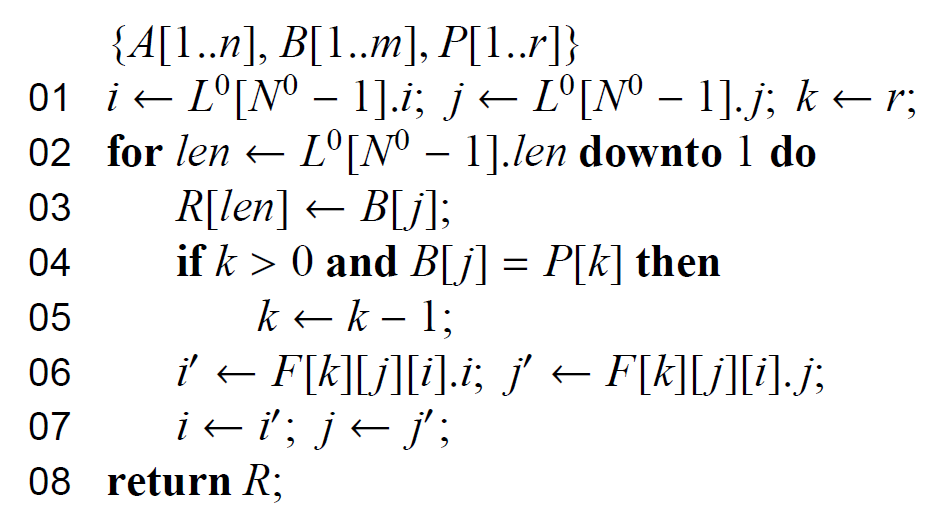 {A[1..n], B[1..m], P[1..r]}
01 i ← L⁰[N⁰ − 1].i; j ← L⁰[N⁰ − 1].j; k ← r;
02 for len ← L⁰[N⁰ − 1].len downto 1 do
03 R[len] ← B[j];
04 if k > 0 and B[j] = P[k] then
05 k ← k − 1;
06 i′ ← F[k][j][i].i; j′ ← F[k][j][i].j;
07 i ← i′; j ← j′;
08 return R;